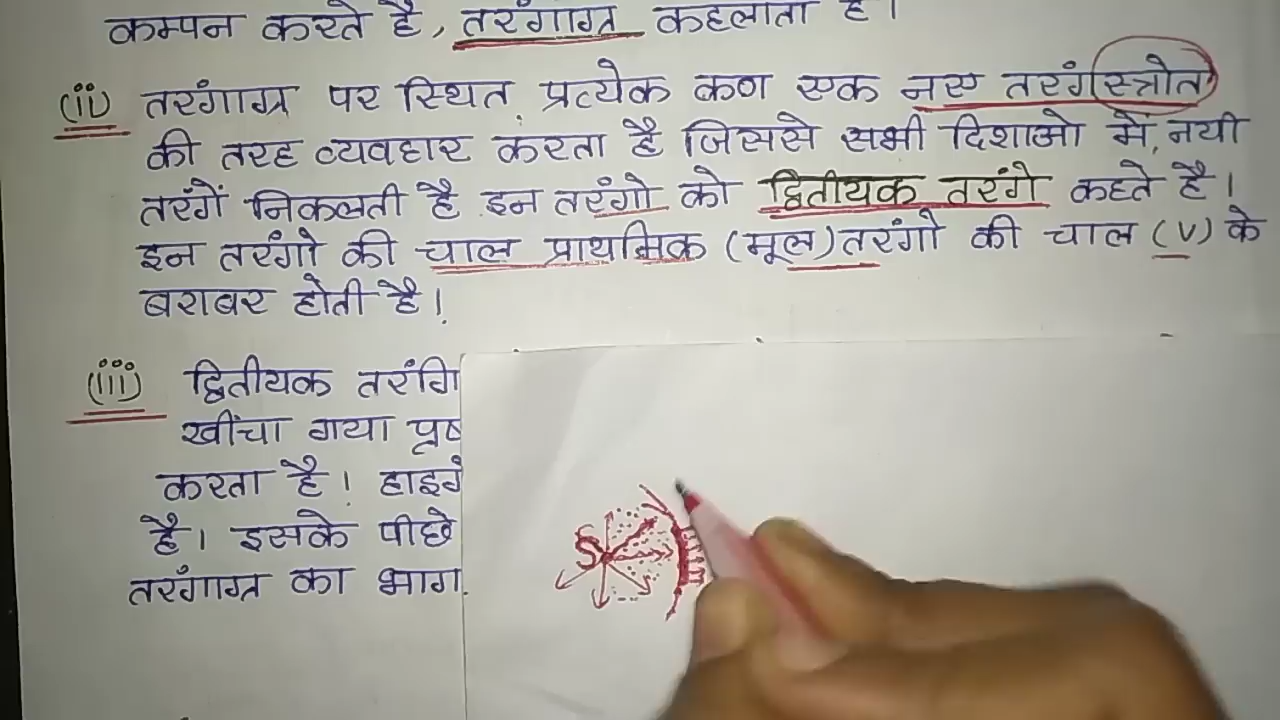 कम्पन करते है, तरंगाग्र कहलाता है।
(ii) तरंगाग्र पर स्थित प्रत्येक कण एक नए तरंग स्त्रोत
की तरह व्यवहार करता है जिससे सभी दिशाओ में नयी
तरंगें निकलती है इन तरंगो को द्वितीयक तरंगे कहते है।
इन तरंगो की चाल प्राथमिक (मूल) तरंगो की चाल (v) के
बराबर होती है।
(iii) द्वितीयक तरंगि
खींचा गया पृष
करता है। हाइगे
है। इसके पीछे
तरंगाग्र का भाग
S